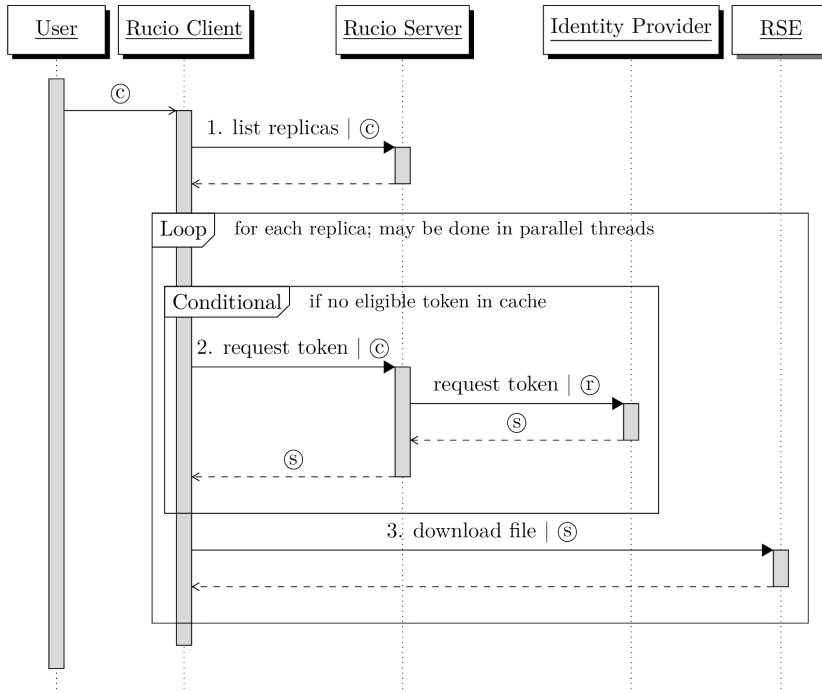 User Rucio Client Rucio Server Identity Provider RSE
ⓒ
1. list replicas | ⓒ
Loop for each replica; may be done in parallel threads
Conditional if no eligible token in cache
2. request token | ⓒ
request token | ⓡ
ⓢ
ⓢ
3. download file | ⓢ